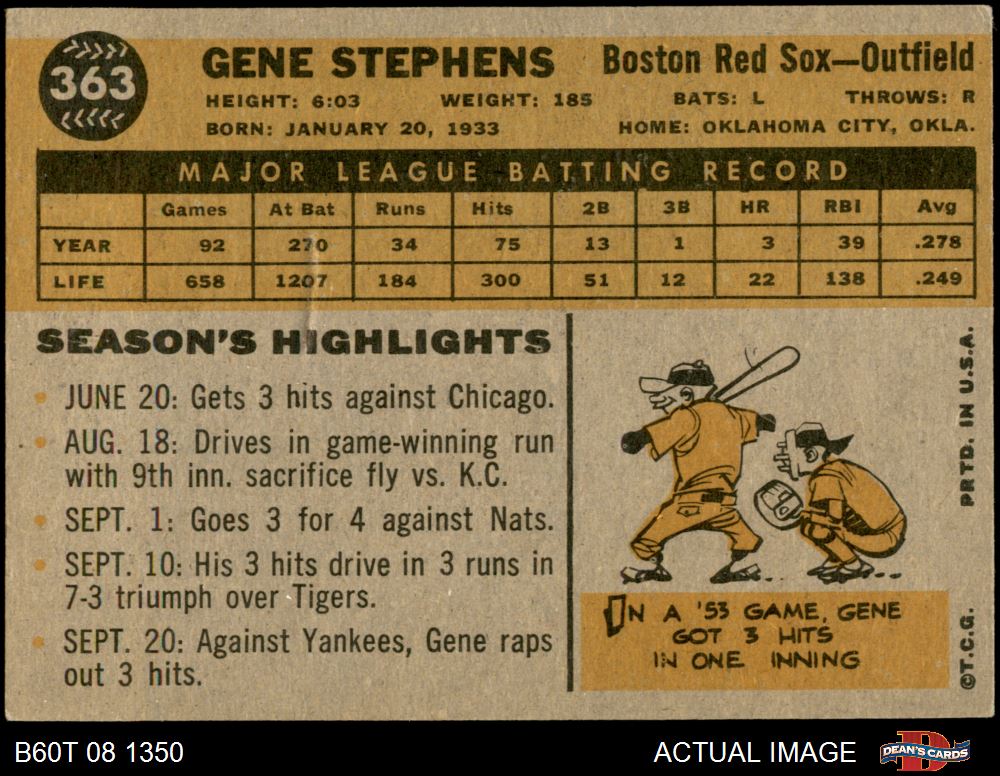 363
GENE STEPHENS
Boston Red Sox—Outfield
HEIGHT: 6:03 WEIGHT: 185 BATS: L THROWS: R
BORN: JANUARY 20, 1933 HOME: OKLAHOMA CITY, OKLA.
MAJOR LEAGUE BATTING RECORD
Games At Bat Runs Hits 2B 3B HR RBI Avg
YEAR 92 270 34 75 13 1 3 39 .278
LIFE 658 1207 184 300 51 12 22 138 .249
SEASON'S HIGHLIGHTS
JUNE 20: Gets 3 hits against Chicago.
AUG. 18: Drives in game-winning run
with 9th inn. sacrifice fly vs. K.C.
SEPT. 1: Goes 3 for 4 against Nats.
SEPT. 10: His 3 hits drive in 3 runs in
7-3 triumph over Tigers.
SEPT. 20: Against Yankees, Gene raps
out 3 hits.
IN A '53 GAME, GENE
GOT 3 HITS
IN ONE INNING
©T.C.G. PRTD. IN U.S.A.
B60T 08 1350
ACTUAL IMAGE
DEAN'S CARDS